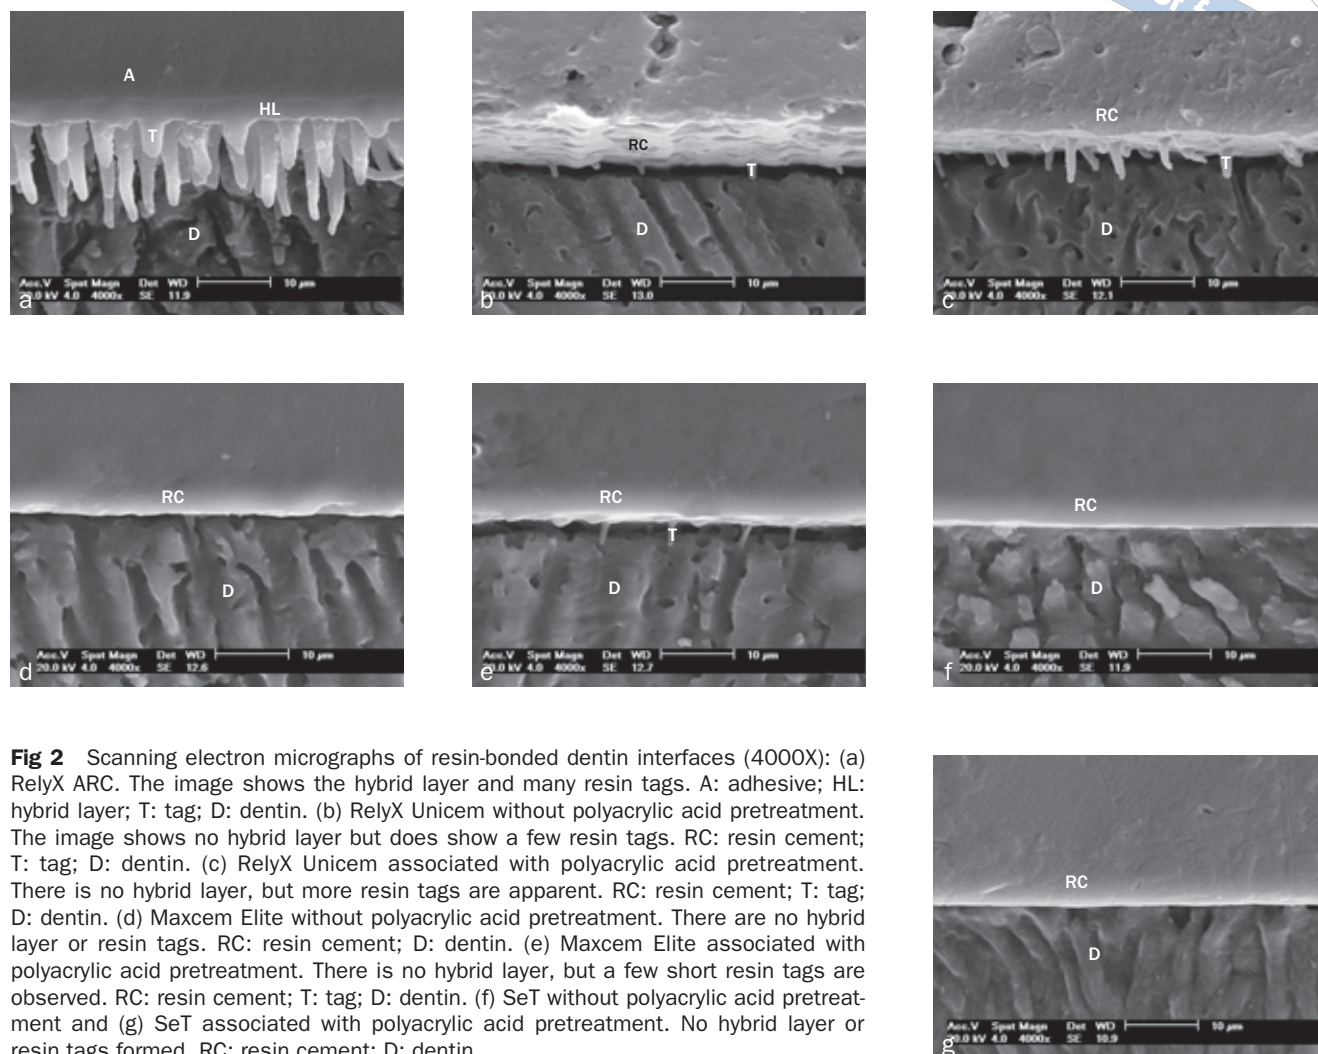 of f
A
HL
T
D
Acc.V Spot Magn Det WD 10 µm
0.0 kV 4.0 4000x SE 11.9
a
RC
T
D
Acc.V Spot Magn Det WD 10 µm
0.0 kV 4.0 4000x SE 13.0
b
RC
T
D
Acc.V Spot Magn Det WD 10 µm
0.0 kV 4.0 4000x SE 12.1
c
RC
D
Acc.V Spot Magn Det WD 10 µm
20.0 kV 4.0 4000x SE 12.6
d
RC
T
D
Acc.V Spot Magn Det WD 10 µm
20.0 kV 4.0 4000x SE 12.7
e
RC
D
Acc.V Spot Magn Det WD 10 µm
20.0 kV 4.0 4000x SE 11.9
f
Fig 2 Scanning electron micrographs of resin-bonded dentin interfaces (4000X): (a)
RelyX ARC. The image shows the hybrid layer and many resin tags. A: adhesive; HL:
hybrid layer; T: tag; D: dentin. (b) RelyX Unicem without polyacrylic acid pretreatment.
The image shows no hybrid layer but does show a few resin tags. RC: resin cement;
T: tag; D: dentin. (c) RelyX Unicem associated with polyacrylic acid pretreatment.
There is no hybrid layer, but more resin tags are apparent. RC: resin cement; T: tag;
D: dentin. (d) Maxcem Elite without polyacrylic acid pretreatment. There are no hybrid
layer or resin tags. RC: resin cement; D: dentin. (e) Maxcem Elite associated with
polyacrylic acid pretreatment. There is no hybrid layer, but a few short resin tags are
observed. RC: resin cement; T: tag; D: dentin. (f) SeT without polyacrylic acid pretreat-
ment and (g) SeT associated with polyacrylic acid pretreatment. No hybrid layer or
resin tags formed. RC: resin cement; D: dentin.
RC
D
Acc.V Spot Magn Det WD 10 µm
0.0 kV 4.0 4000x SE 10.9
g